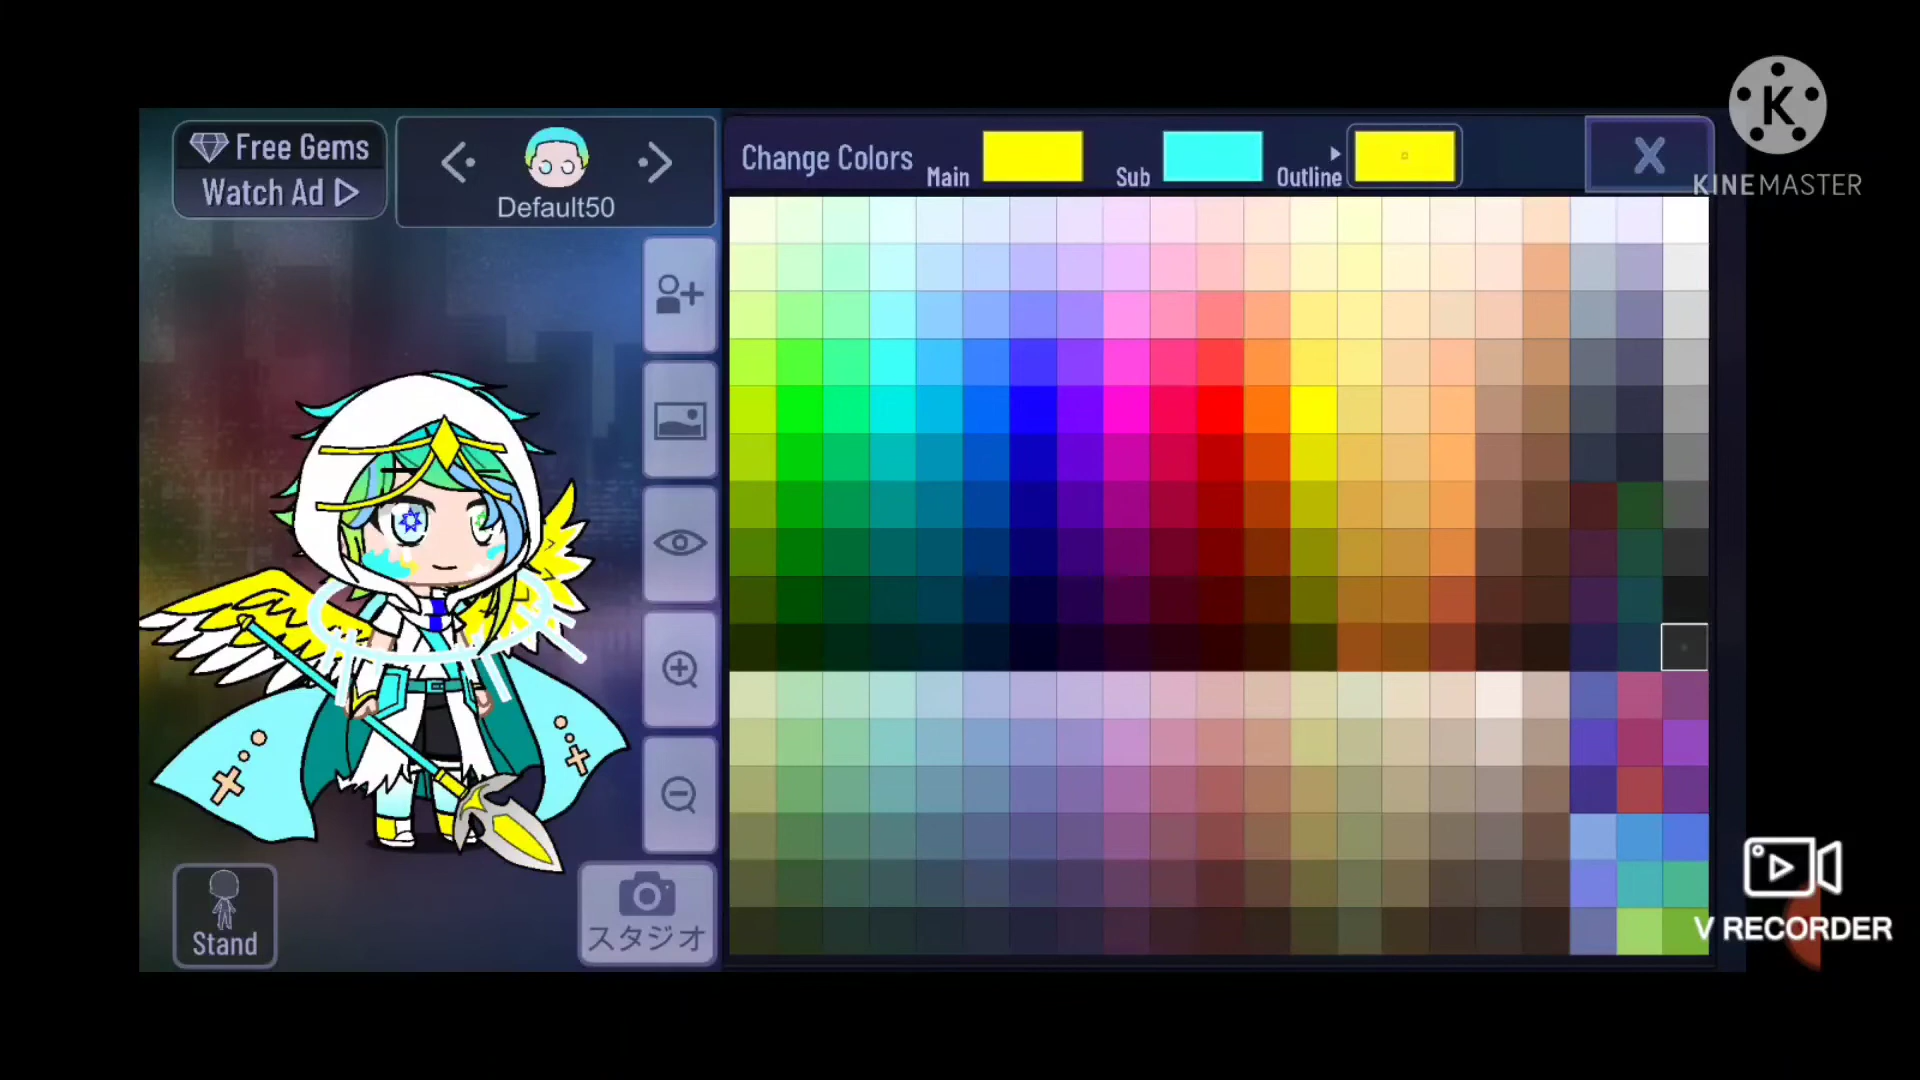 Free Gems
Watch Ad
Default50
Change Colors
Main
Sub
Outline
X
K
KINEMASTER
Stand
スタジオ
V RECORDER